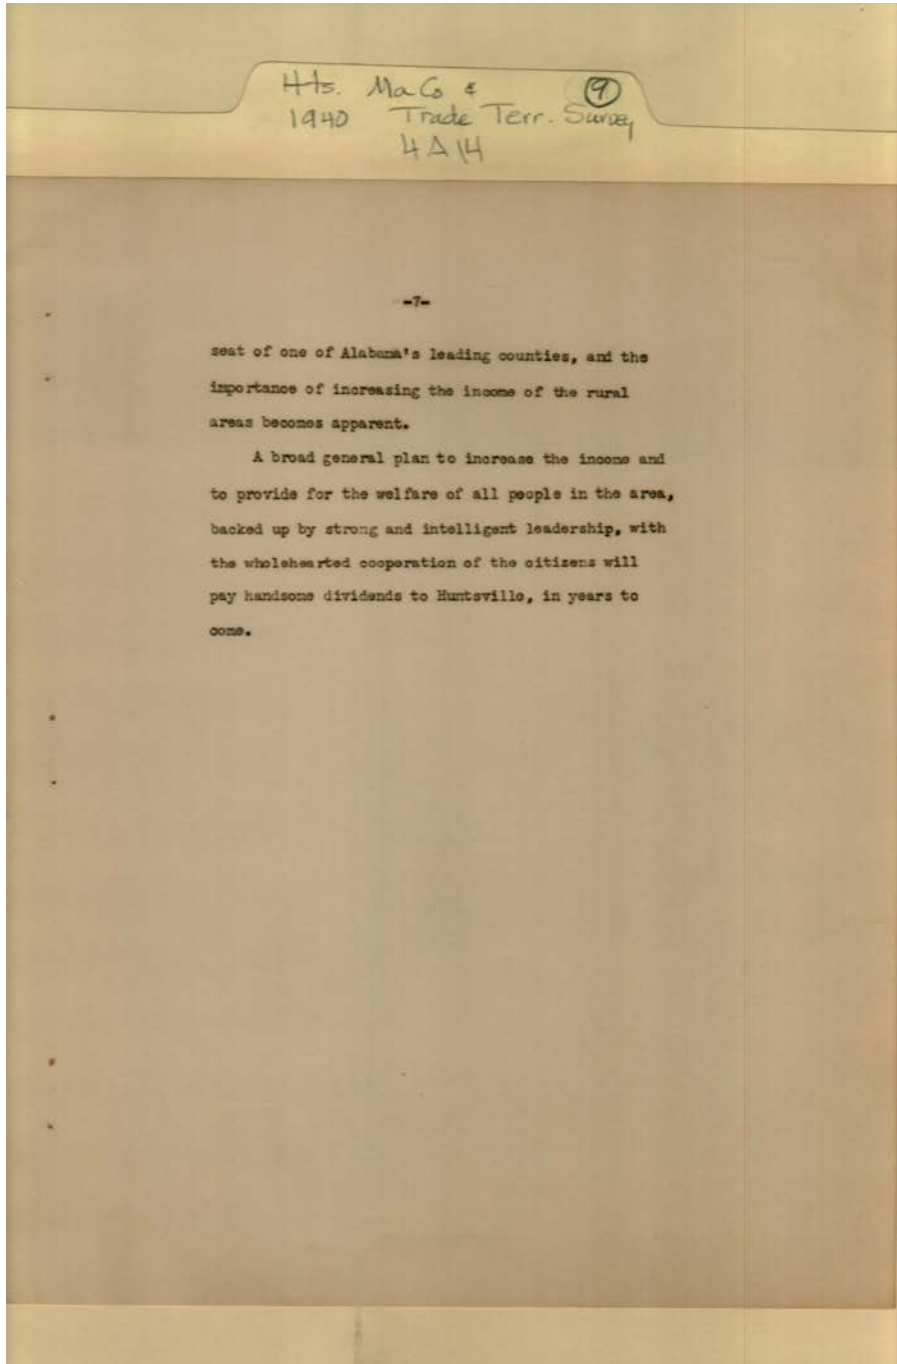 Hts. Ma Co & 9
1940 Trade Terr. Survey
4A14
-7-
seat of one of Alabama's leading counties, and the
importance of increasing the income of the rural
areas becomes apparent.
A broad general plan to increase the income and
to provide for the welfare of all people in the area,
backed up by strong and intelligent leadership, with
the wholehearted cooperation of the citizens will
pay handsome dividends to Huntsville, in years to
come.